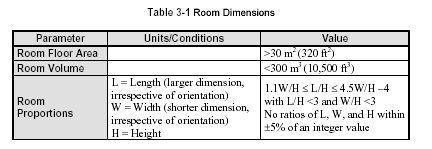 Table 3-1 Room Dimensions
Parameter Units/Conditions Value
Room Floor Area >30 m² (320 ft²)
Room Volume <300 m³ (10,500 ft³)
Room Proportions
L = Length (larger dimension,
irrespective of orientation)
W = Width (shorter dimension,
irrespective of orientation)
H = Height
1.1W/H ≤ L/H ≤ 4.5W/H –4
with L/H <3 and W/H <3
No ratios of L, W, and H within
±5% of an integer value